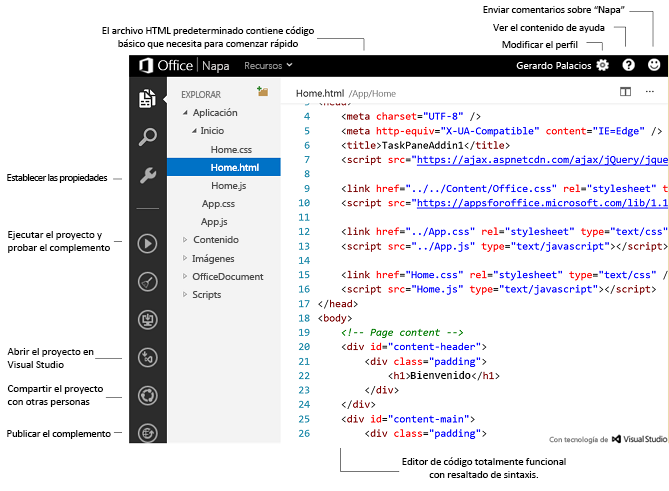 Enviar comentarios sobre “Napa”
El archivo HTML predeterminado contiene código
básico que necesita para comenzar rápido
Ver el contenido de ayuda
Modificar el perfil
Office | Napa Recursos
Gerardo Palacios
EXPLORAR
Aplicación
Inicio
Home.css
Home.html
Home.js
App.css
App.js
Contenido
Imágenes
OfficeDocument
Scripts
Establecer las propiedades
Ejecutar el proyecto y
probar el complemento
Abrir el proyecto en
Visual Studio
Compartir el proyecto
con otras personas
Publicar el complemento
Home.html /App/Home
3 <head>
4 <meta charset="UTF-8" />
5 <meta http-equiv="X-UA-Compatible" content="IE=Edge" />
6 <title>TaskPaneAddin1</title>
7 <script src="https://ajax.aspnetcdn.com/ajax/jQuery/jque
8
9 <link href="../../Content/Office.css" rel="stylesheet" t
10 <script src="https://appsforoffice.microsoft.com/lib/1.1
11
12 <link href="../App.css" rel="stylesheet" type="text/css"
13 <script src="../App.js" type="text/javascript"></script>
14
15 <link href="Home.css" rel="stylesheet" type="text/css" /
16 <script src="Home.js" type="text/javascript"></script>
17 </head>
18 <body>
19 <!-- Page content -->
20 <div id="content-header">
21 <div class="padding">
22 <h1>Bienvenido</h1>
23 </div>
24 </div>
25 <div id="content-main">
26 <div class="padding">
Con tecnología de Visual Studio
Editor de código totalmente funcional
con resaltado de sintaxis.